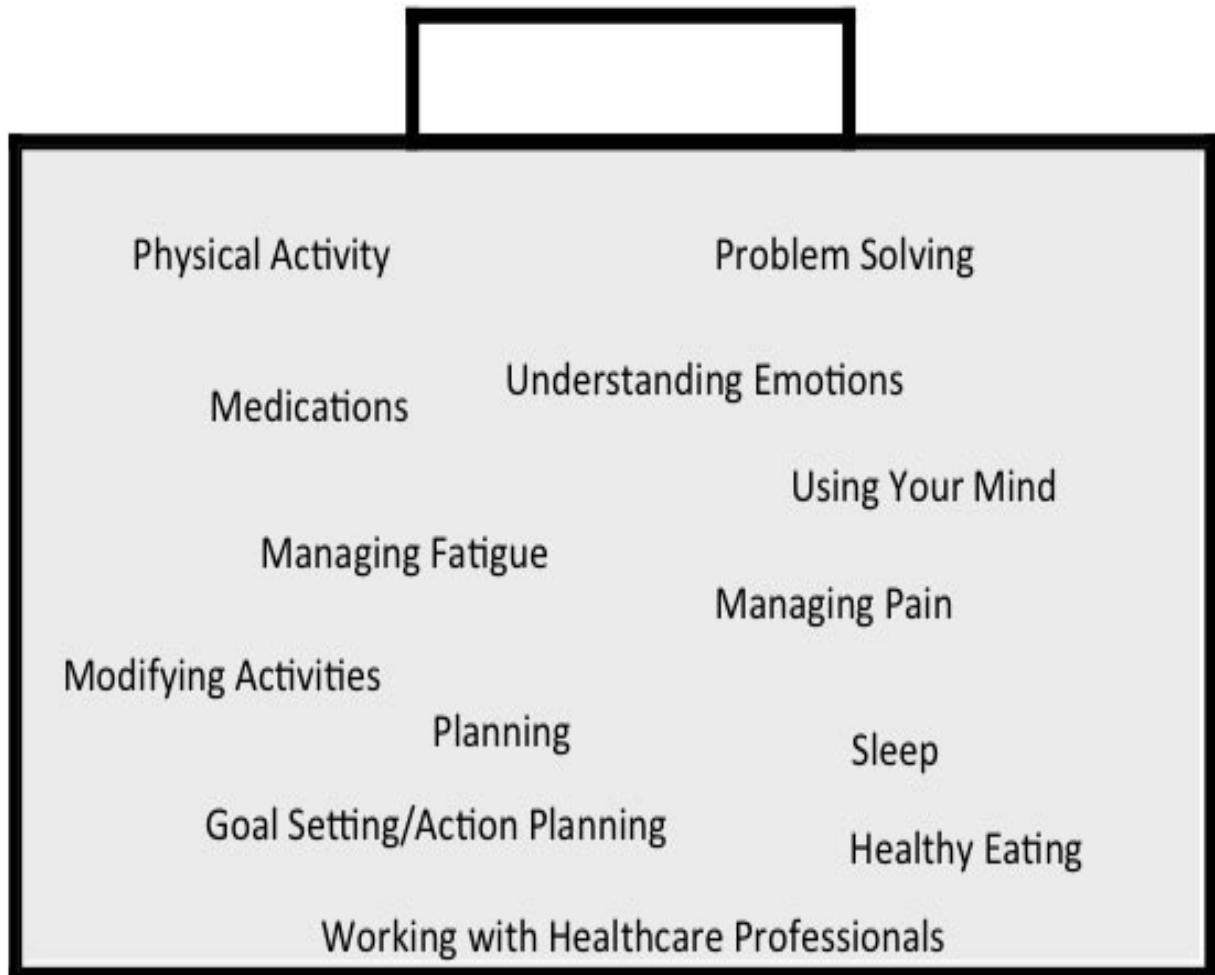 Physical Activity
Problem Solving
Understanding Emotions
Medications
Using Your Mind
Managing Fatigue
Managing Pain
Modifying Activities
Planning
Sleep
Goal Setting/Action Planning
Healthy Eating
Working with Healthcare Professionals